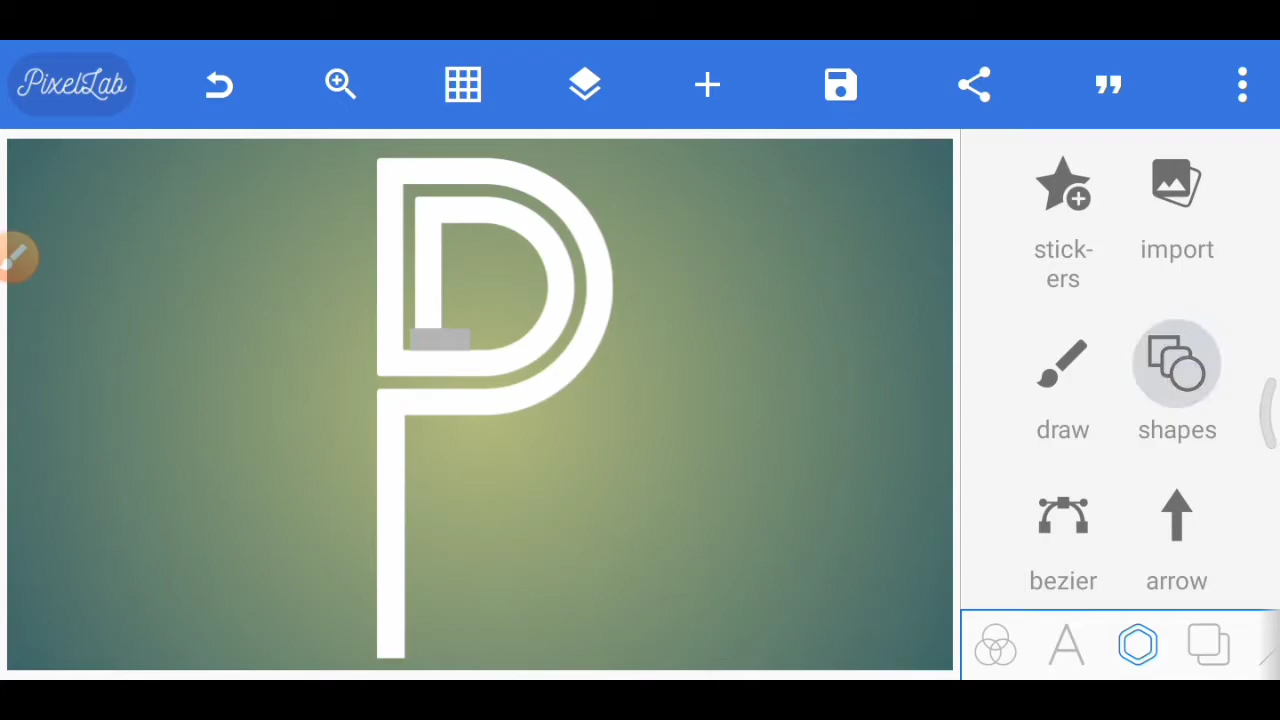 PixelLab
P
stick-
ers
import
draw
shapes
bezier
arrow
A